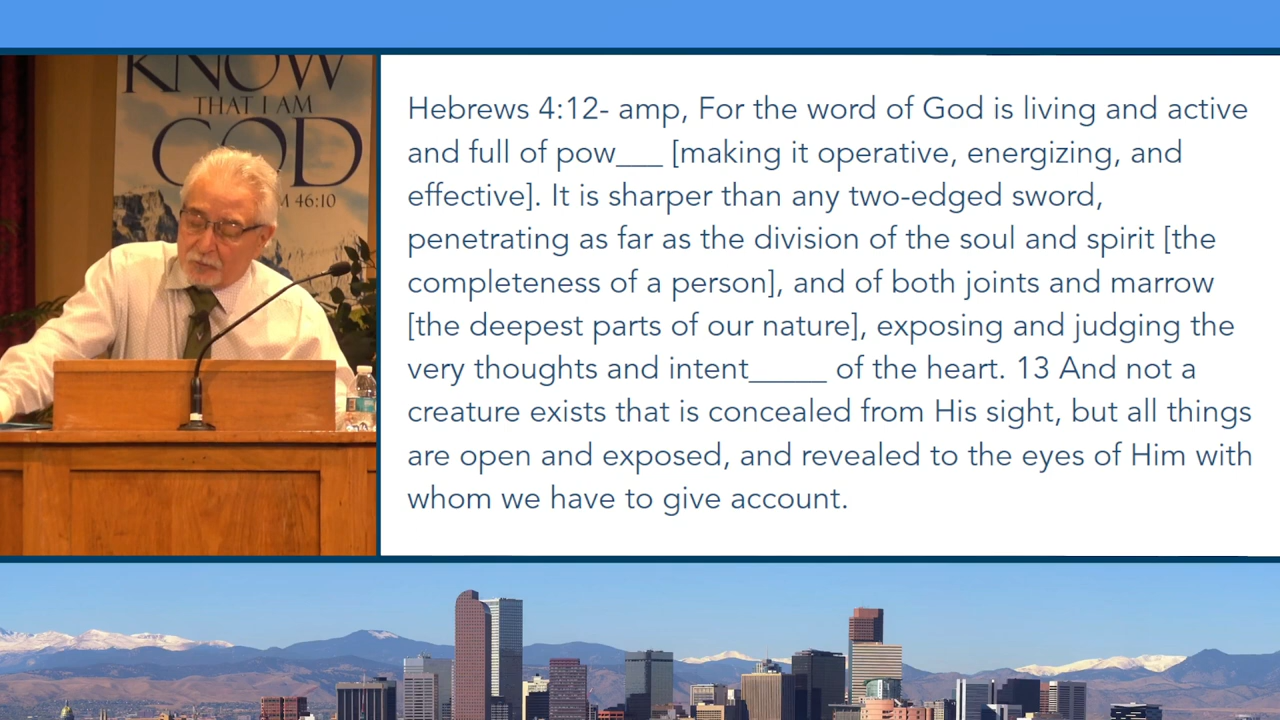 KNOW
THAT I AM
GOD
M 46:10
Hebrews 4:12- amp, For the word of God is living and active
and full of pow___ [making it operative, energizing, and
effective]. It is sharper than any two-edged sword,
penetrating as far as the division of the soul and spirit [the
completeness of a person], and of both joints and marrow
[the deepest parts of our nature], exposing and judging the
very thoughts and intent_____ of the heart. 13 And not a
creature exists that is concealed from His sight, but all things
are open and exposed, and revealed to the eyes of Him with
whom we have to give account.